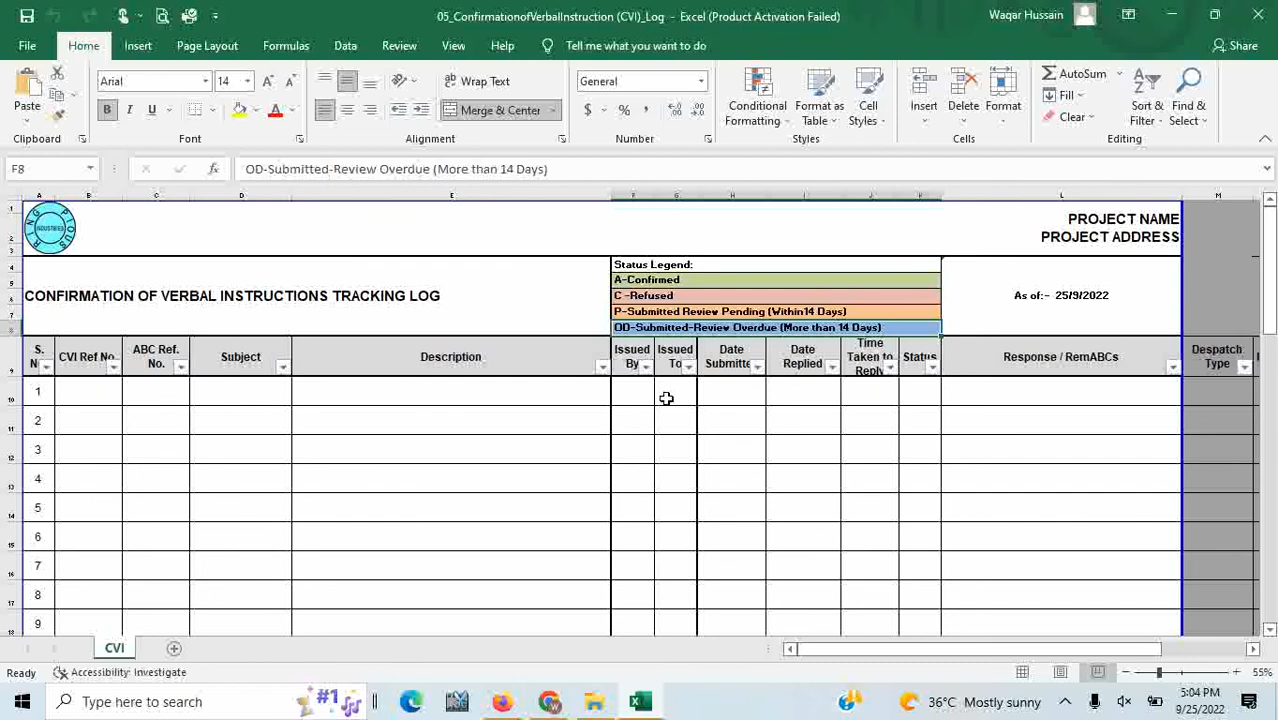 05_ConfirmationofVerbalInstruction (CVI)_Log - Excel (Product Activation Failed)
Waqar Hussain
File Home Insert Page Layout Formulas Data Review View Help Tell me what you want to do Share
Paste
Arial 14
B I U A
Wrap Text
Merge & Center
General
$ % ,
Conditional Formatting
Format as Table
Cell Styles
Insert Delete Format
AutoSum
Fill
Clear
Sort & Filter
Find & Select
Clipboard Font Alignment Number Styles Cells Editing
F8 fx OD-Submitted-Review Overdue (More than 14 Days)
A B C D E F G H I J K L M
PIOUS RING
INDUSTRIES
PROJECT NAME
PROJECT ADDRESS
CONFIRMATION OF VERBAL INSTRUCTIONS TRACKING LOG
Status Legend:
A-Confirmed
C -Refused
P-Submitted Review Pending (Within14 Days)
OD-Submitted-Review Overdue (More than 14 Days)
As of:- 25/9/2022
S. N
CVI Ref No
ABC Ref. No.
Subject
Description
Issued By
Issued To
Date Submitte
Date Replied
Time Taken to Reply
Status
Response / RemABCs
Despatch Type
1
2
3
4
5
6
7
8
9
CVI
Ready Accessibility: Investigate 55%
Type here to search
#1
36°C Mostly sunny
5:04 PM
9/25/2022